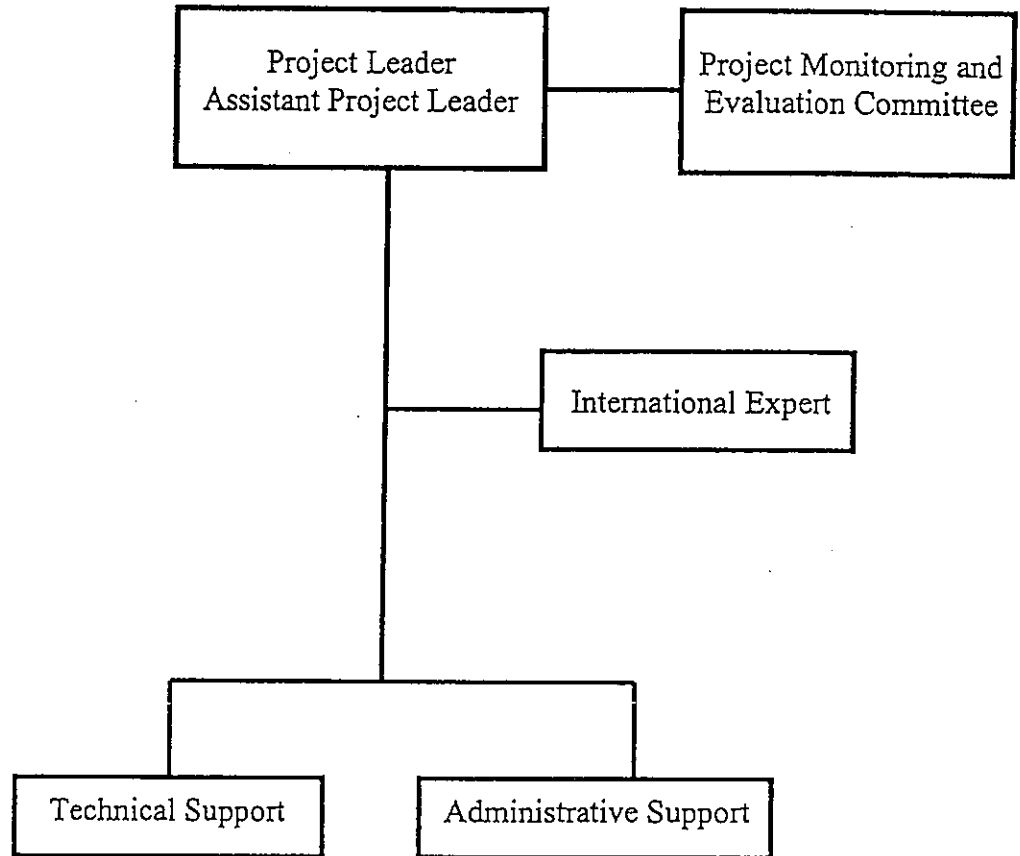 Project Leader
Assistant Project Leader
Project Monitoring and
Evaluation Committee
International Expert
Technical Support
Administrative Support